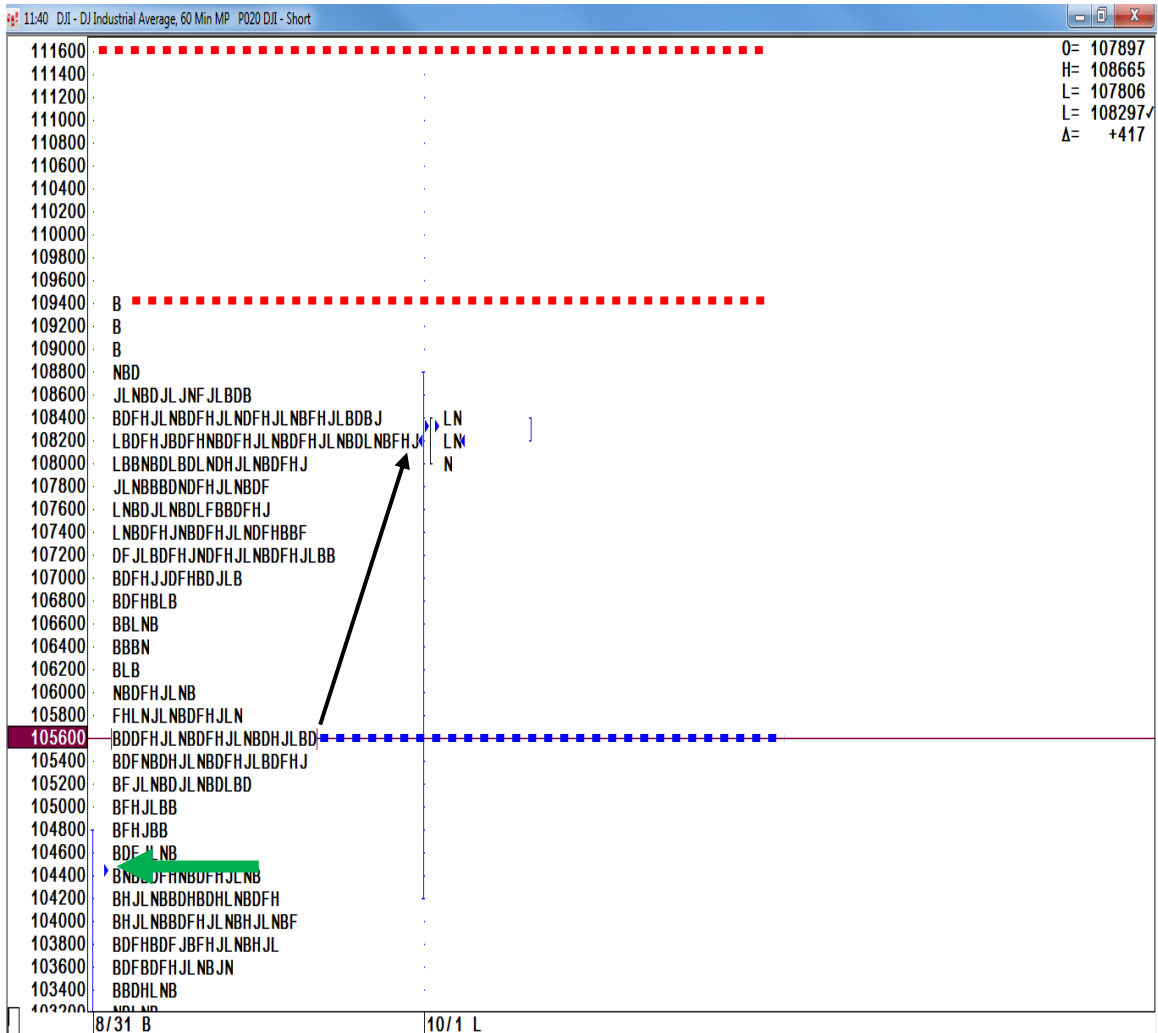 11:40 DJI - DJ Industrial Average, 60 Min MP P020 DJI - Short
111600
O= 107897
111400
H= 108665
111200
L= 107806
111000
L= 108297✓
110800
Δ= +417
110600
110400
110200
110000
109800
109600
109400 B
109200 B
109000 B
108800 NBD
108600 JLNBDJLJNFJLBDB
108400 BDFHJLNBDFHJLNDFHJLNBFHJLBDBJ LN
108200 LBDFHJBDFHNBDFHJLNBDFHJLNBDLNBFHJ LN
108000 LBBNBDLBDLNDHJLNBDFHJ N
107800 JLNBBBDNDFHJLNBDF
107600 LNBDJLNBDLFBBDFHJ
107400 LNBDFHJNBDFHJLNDFHBBF
107200 DFJLBDFHJNDFHJLNBDFHJLBB
107000 BDFHJJDFHBDJLB
106800 BDFHBLB
106600 BBLNB
106400 BBBN
106200 BLB
106000 NBDFHJLNB
105800 FHLNJLNBDFHJLN
105600 BDDFHJLNBDFHJLNBDHJLBD
105400 BDFNBDHJLNBDFHJLBDFHJ
105200 BFJLNBDJLNBDLBD
105000 BFHJLBB
104800 BFHJBB
104600
104400
104200 BHJLNBBDHBDHLNBDFH
104000 BHJLNBBDFHJLNBHJLNBF
103800 BDFHBDFJBFHJLNBHJL
103600 BDFBDFHJLNBJN
103400 BBDHLNB
8/31 B 10/1 L